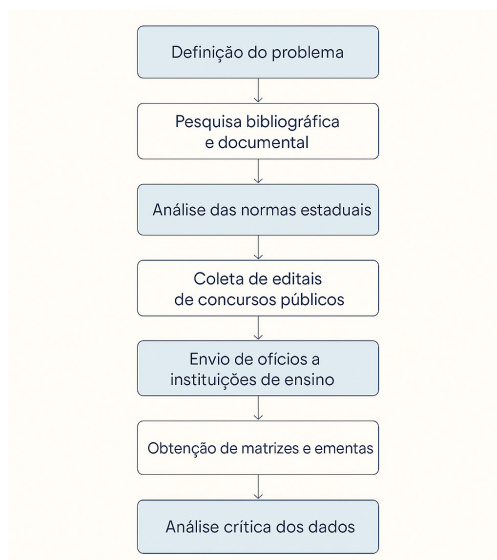 Definição do problema
Pesquisa bibliográfica
e documental
Análise das normas estaduais
Coleta de editais
de concursos públicos
Envio de ofícios a
instituições de ensino
Obtenção de matrizes e ementas
Análise crítica dos dados